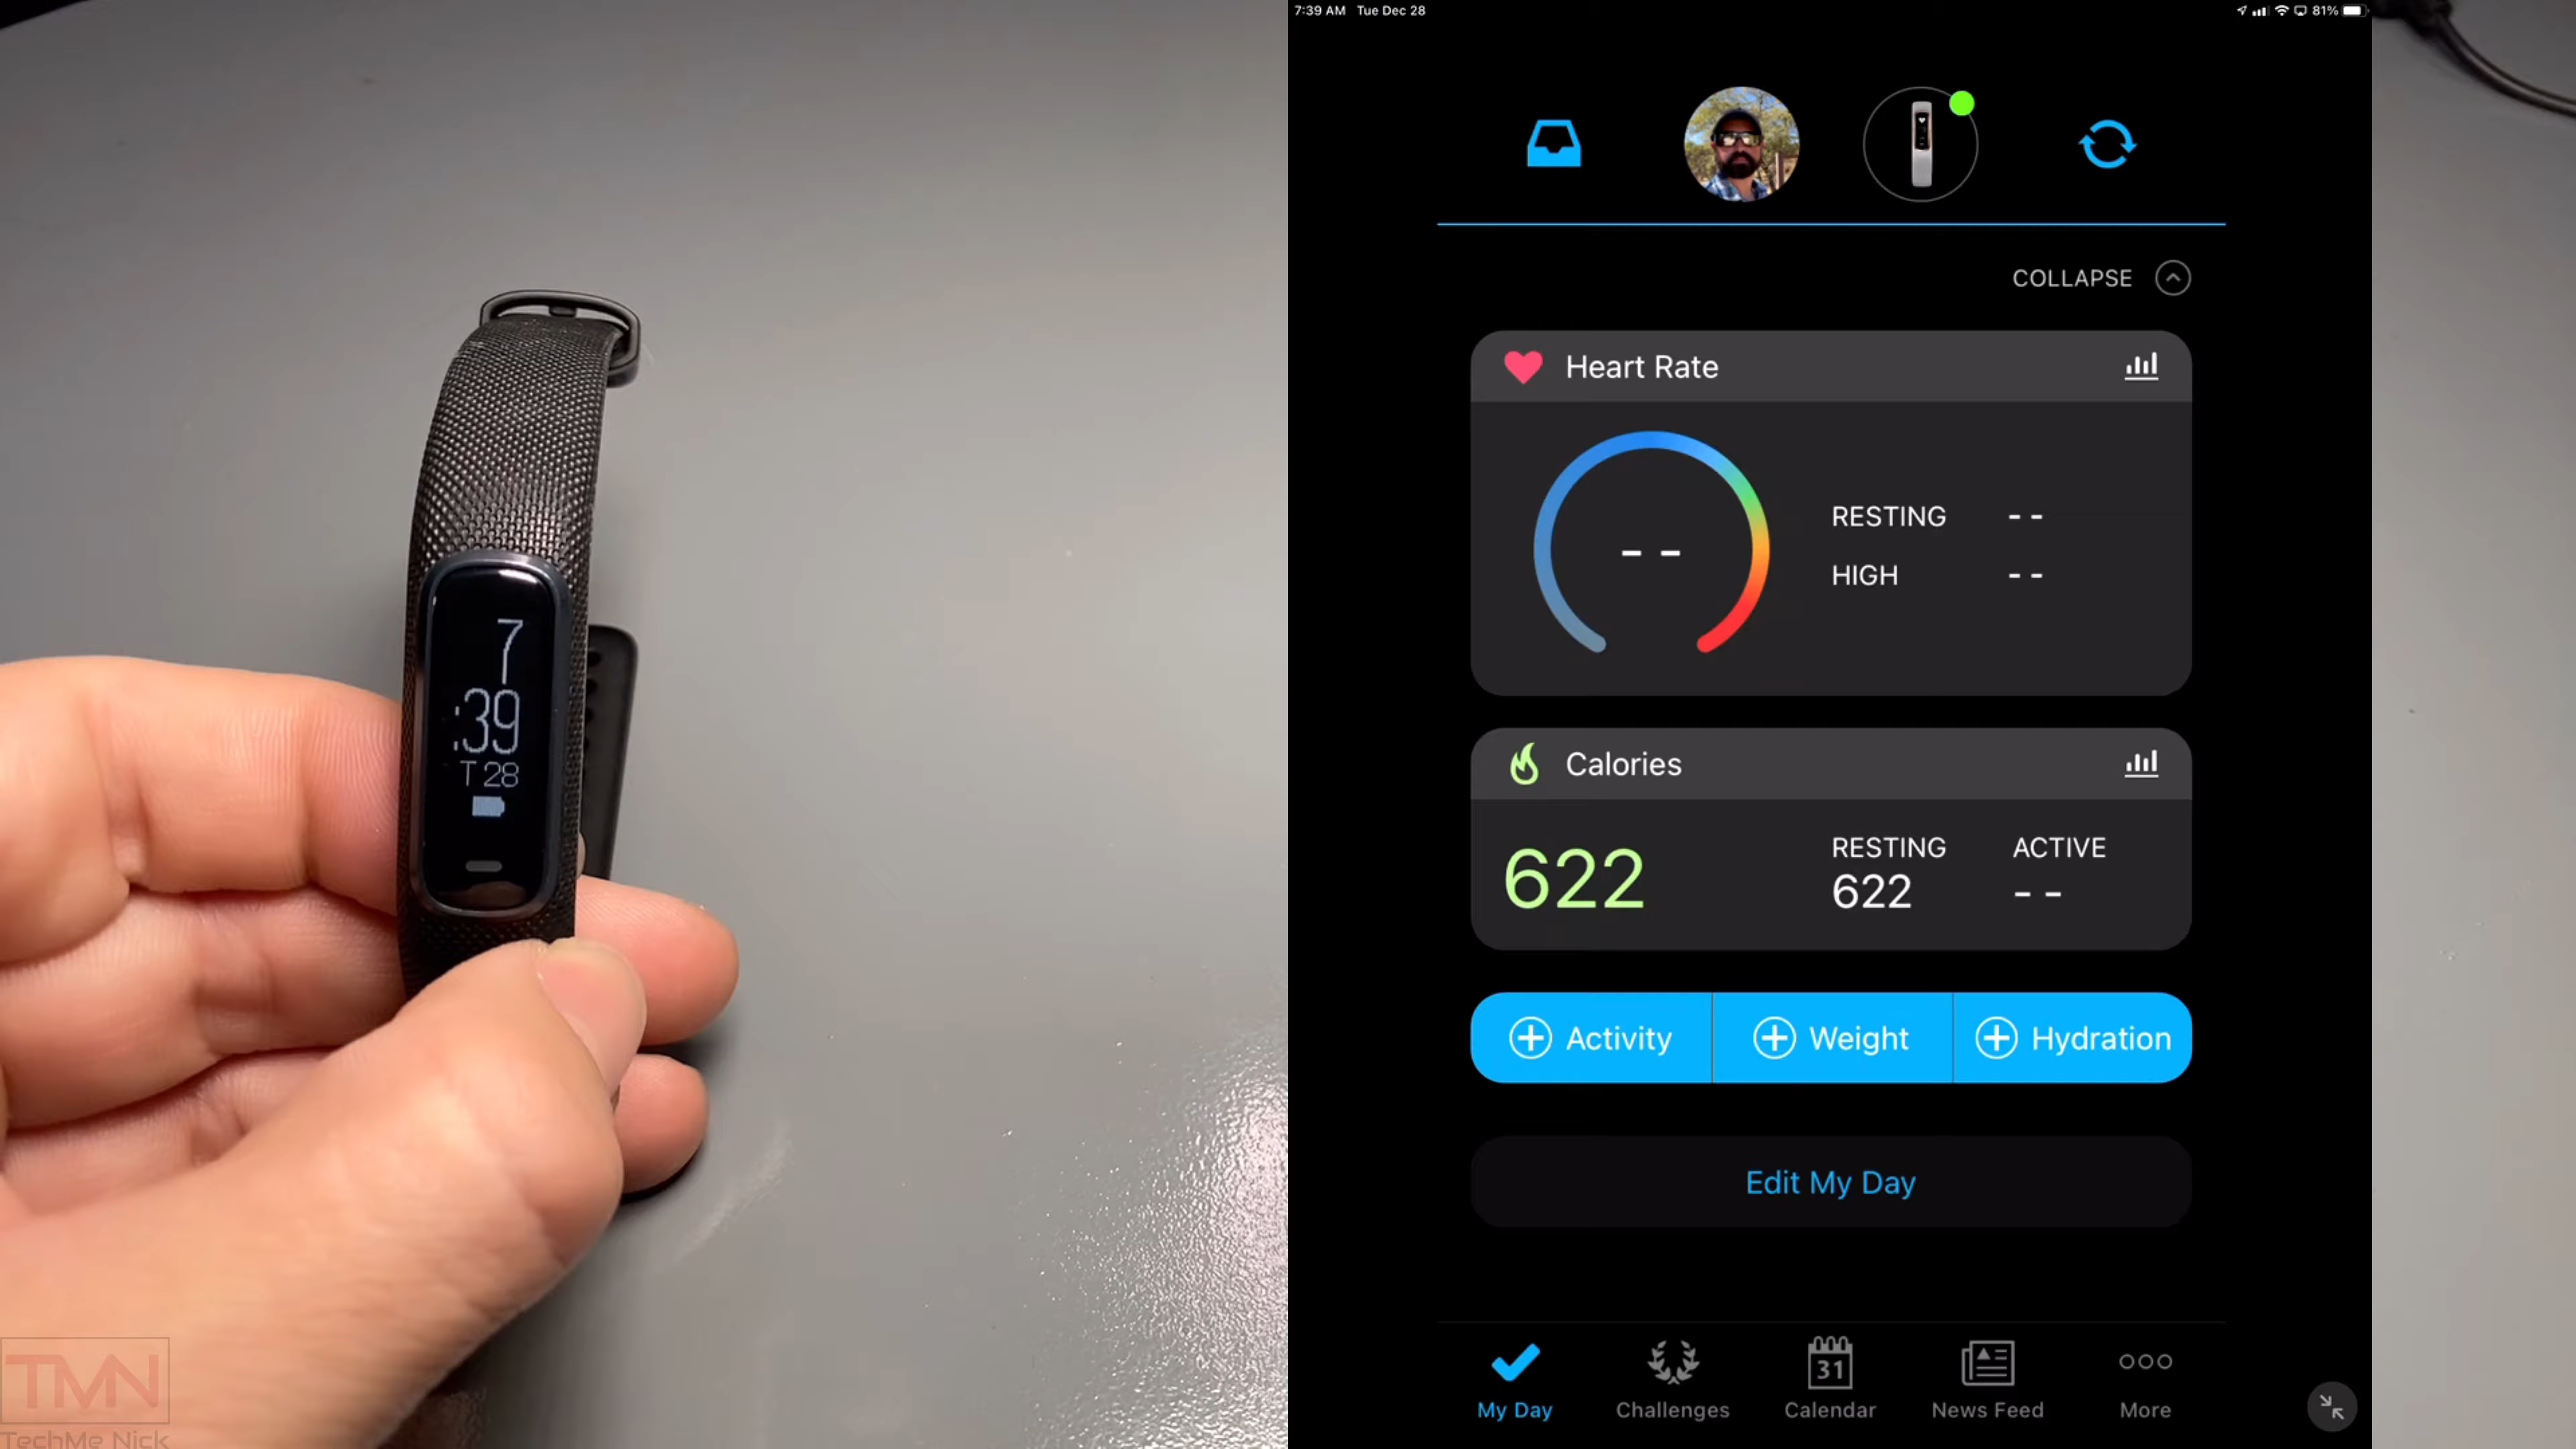 7
:39
T 28
TMN
TechMe Nick
7:39 AM Tue Dec 28
81%
COLLAPSE
Heart Rate
- -
RESTING - -
HIGH - -
Calories
622
RESTING
622
ACTIVE
- -
Activity
Weight
Hydration
Edit My Day
31
My Day
Challenges
Calendar
News Feed
More